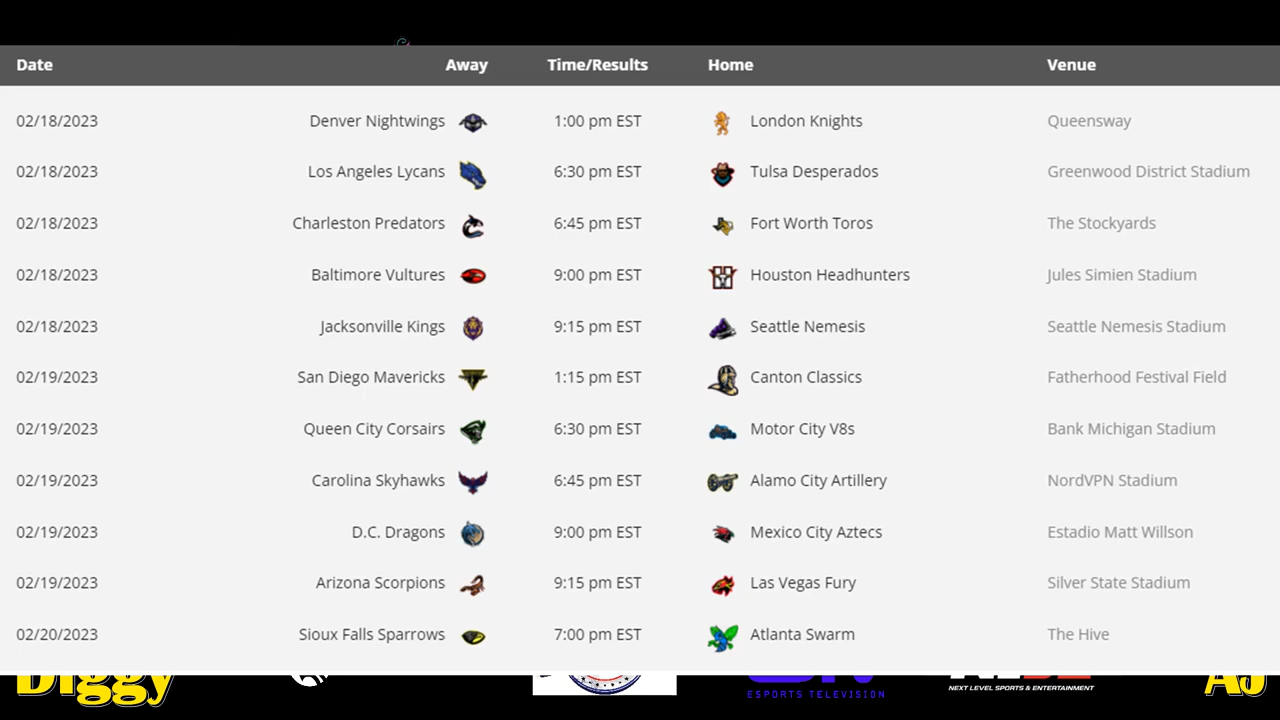 Date Away Time/Results Home Venue
02/18/2023 Denver Nightwings 1:00 pm EST London Knights Queensway
02/18/2023 Los Angeles Lycans 6:30 pm EST Tulsa Desperados Greenwood District Stadium
02/18/2023 Charleston Predators 6:45 pm EST Fort Worth Toros The Stockyards
02/18/2023 Baltimore Vultures 9:00 pm EST Houston Headhunters Jules Simien Stadium
02/18/2023 Jacksonville Kings 9:15 pm EST Seattle Nemesis Seattle Nemesis Stadium
02/19/2023 San Diego Mavericks 1:15 pm EST Canton Classics Fatherhood Festival Field
02/19/2023 Queen City Corsairs 6:30 pm EST Motor City V8s Bank Michigan Stadium
02/19/2023 Carolina Skyhawks 6:45 pm EST Alamo City Artillery NordVPN Stadium
02/19/2023 D.C. Dragons 9:00 pm EST Mexico City Aztecs Estadio Matt Willson
02/19/2023 Arizona Scorpions 9:15 pm EST Las Vegas Fury Silver State Stadium
02/20/2023 Sioux Falls Sparrows 7:00 pm EST Atlanta Swarm The Hive
Diggy AJ
ESPORTS TELEVISION NEXT LEVEL SPORTS & ENTERTAINMENT